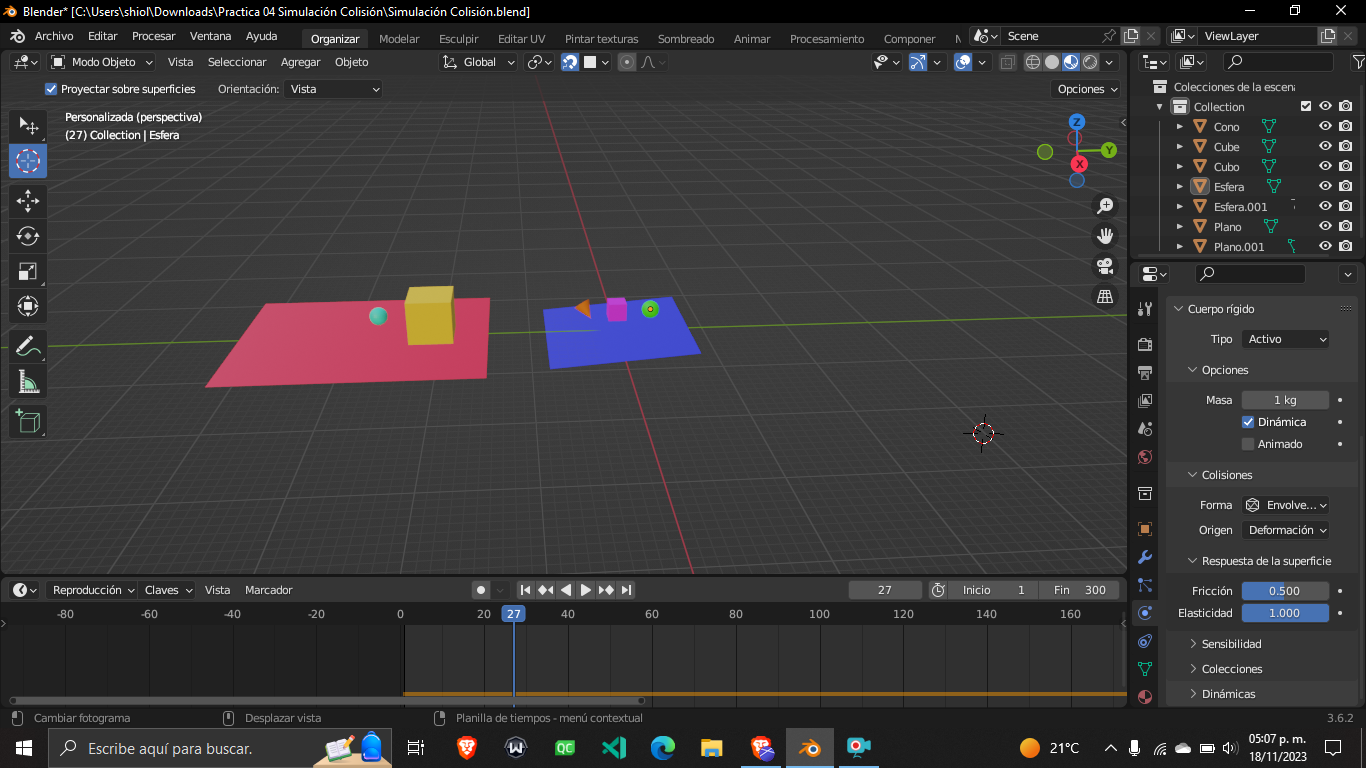 Blender* [C:\Users\shiol\Downloads\Practica 04 Simulación Colisión\Simulación Colisión.blend]
Archivo Editar Procesar Ventana Ayuda Organizar Modelar Esculpir Editar UV Pintar texturas Sombreado Animar Procesamiento Componer Scene ViewLayer
Modo Objeto Vista Seleccionar Agregar Objeto Global
Proyectar sobre superficies Orientación: Vista Opciones
Personalizada (perspectiva)
(27) Collection | Esfera
Z
Y
X
Colecciones de la escena
Collection
Cono
Cube
Cubo
Esfera
Esfera.001
Plano
Plano.001
Cuerpo rígido
Tipo Activo
Opciones
Masa 1 kg
Dinámica
Animado
Colisiones
Forma Envolve...
Origen Deformación
Respuesta de la superficie
Fricción 0.500
Elasticidad 1.000
Sensibilidad
Colecciones
Dinámicas
Reproducción Claves Vista Marcador 27 Inicio 1 Fin 300
-80 -60 -40 -20 0 20 27 40 60 80 100 120 140 160
Cambiar fotograma Desplazar vista Planilla de tiempos - menú contextual 3.6.2
Escribe aquí para buscar. QC 21°C 05:07 p. m.
18/11/2023